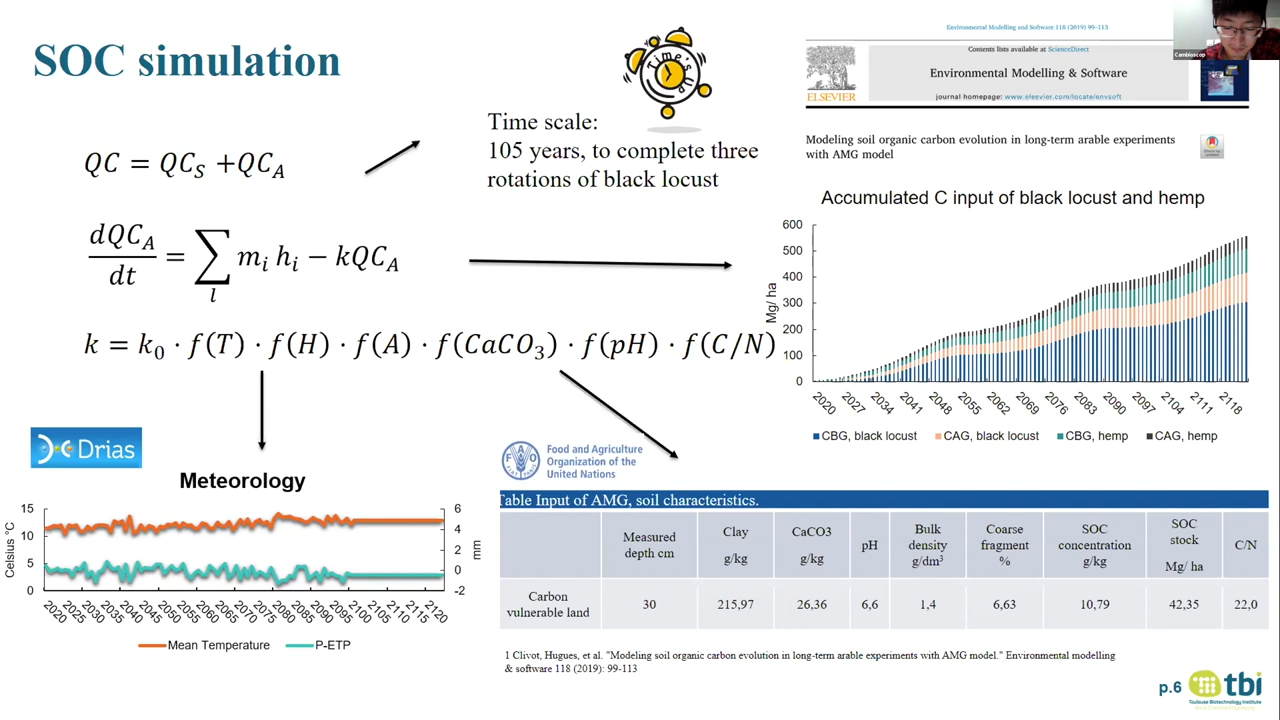 SOC simulation
QC = QC_S +QC_A
dQC_A
dt
= ∑ m_i h_i − kQC_A
l
k = k_0 · f(T) · f(H) · f(A) · f(CaCO_3) · f(pH) · f(C/N)
Time scale
Time scale:
105 years, to complete three
rotations of black locust
Environmental Modelling and Software 118 (2019) 99–113
Contents lists available at ScienceDirect
Environmental Modelling & Software
journal homepage: www.elsevier.com/locate/envsoft
ELSEVIER
Cambioscop
Modeling soil organic carbon evolution in long-term arable experiments
with AMG model
Accumulated C input of black locust and hemp
Mg/ ha
600
500
400
300
200
100
0
2020 2027 2034 2041 2048 2055 2062 2069 2076 2083 2090 2097 2104 2111 2118
CBG, black locust CAG, black locust CBG, hemp CAG, hemp
Drias
Meteorology
Celsius °C
15
10
5
0
6
4
2
0
-2
mm
2020 2025 2030 2035 2040 2045 2050 2055 2060 2065 2070 2075 2080 2085 2090 2095 2100 2105 2110 2115 2120
Mean Temperature P-ETP
Food and Agriculture
Organization of the
United Nations
Table Input of AMG, soil characteristics.
Measured depth cm
Clay g/kg
CaCO3 g/kg
pH
Bulk density g/dm³
Coarse fragment %
SOC concentration g/kg
SOC stock Mg/ ha
C/N
Carbon vulnerable land 30 215,97 26,36 6,6 1,4 6,63 10,79 42,35 22,0
1 Clivot, Hugues, et al. "Modeling soil organic carbon evolution in long-term arable experiments with AMG model." Environmental modelling
& software 118 (2019): 99-113
p.6
tbi
Toulouse Biotechnology Institute